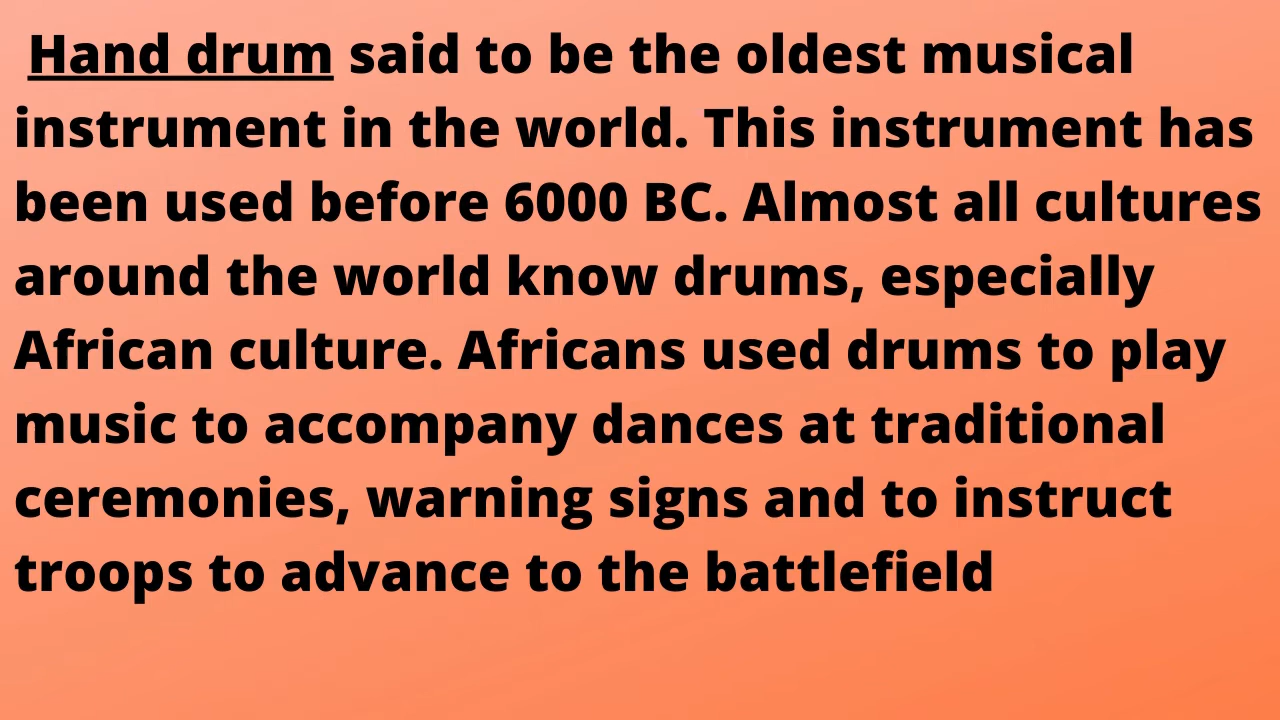 Hand drum said to be the oldest musical
instrument in the world. This instrument has
been used before 6000 BC. Almost all cultures
around the world know drums, especially
African culture. Africans used drums to play
music to accompany dances at traditional
ceremonies, warning signs and to instruct
troops to advance to the battlefield